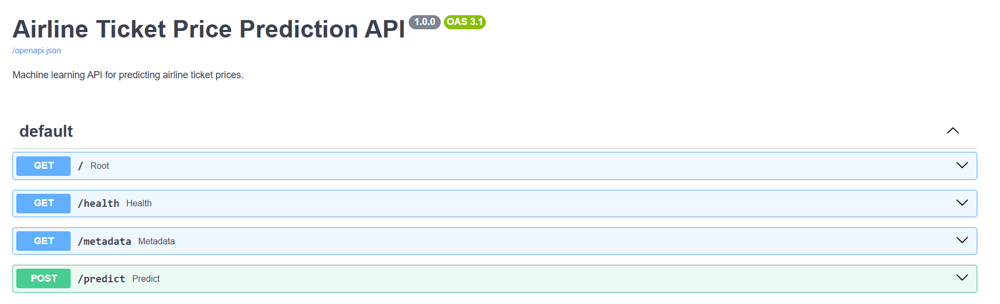 Airline Ticket Price Prediction API 1.0.0 OAS 3.1
/openapi.json
Machine learning API for predicting airline ticket prices.
default
GET / Root
GET /health Health
GET /metadata Metadata
POST /predict Predict